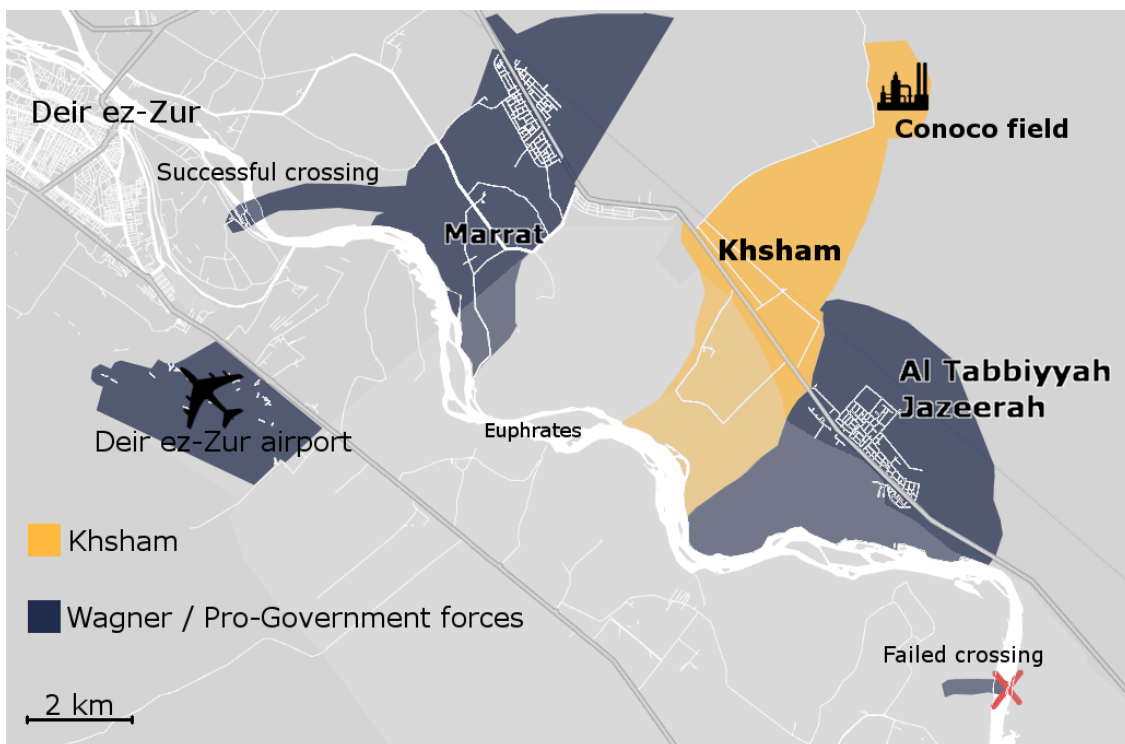 Deir ez-Zur
Conoco field
Successful crossing
Marrat
Khsham
Al Tabbiyyah
Jazeerah
Deir ez-Zur airport
Euphrates
Khsham
Wagner / Pro-Government forces
Failed crossing
2 km